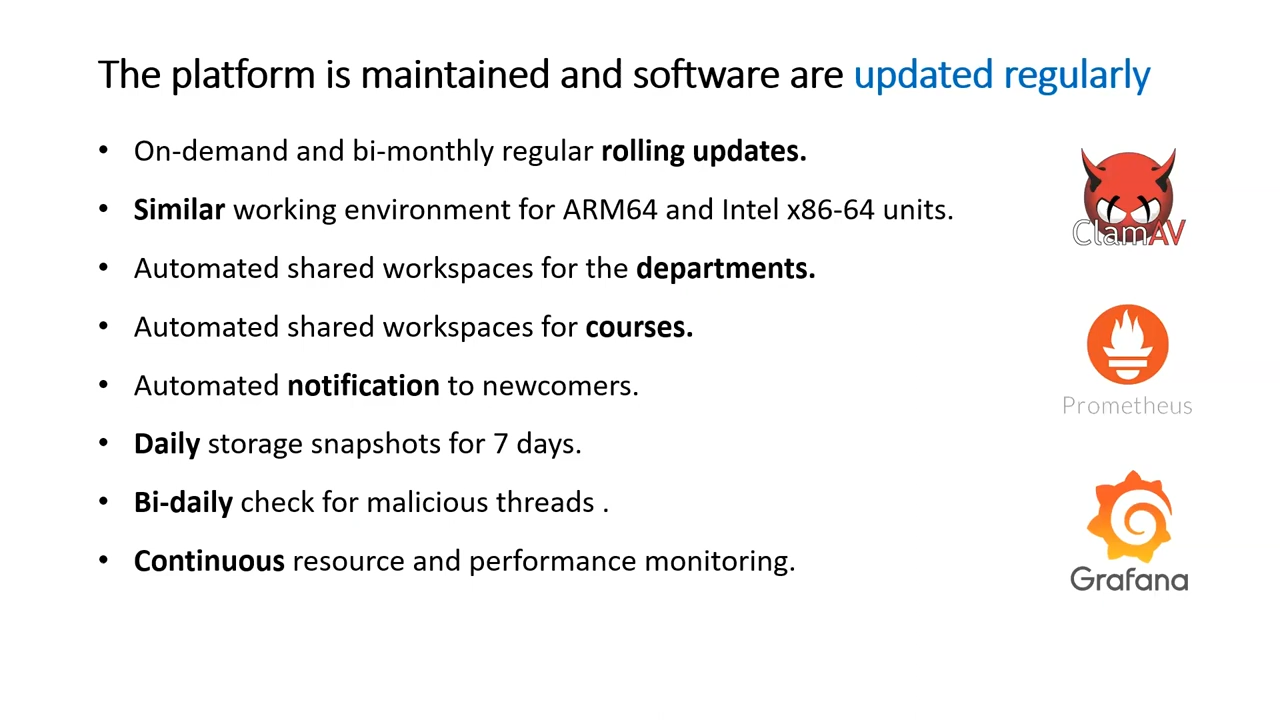 The platform is maintained and software are updated regularly
• On-demand and bi-monthly regular rolling updates.
• Similar working environment for ARM64 and Intel x86-64 units.
• Automated shared workspaces for the departments.
• Automated shared workspaces for courses.
• Automated notification to newcomers.
• Daily storage snapshots for 7 days.
• Bi-daily check for malicious threads .
• Continuous resource and performance monitoring.
ClamAV
Prometheus
Grafana